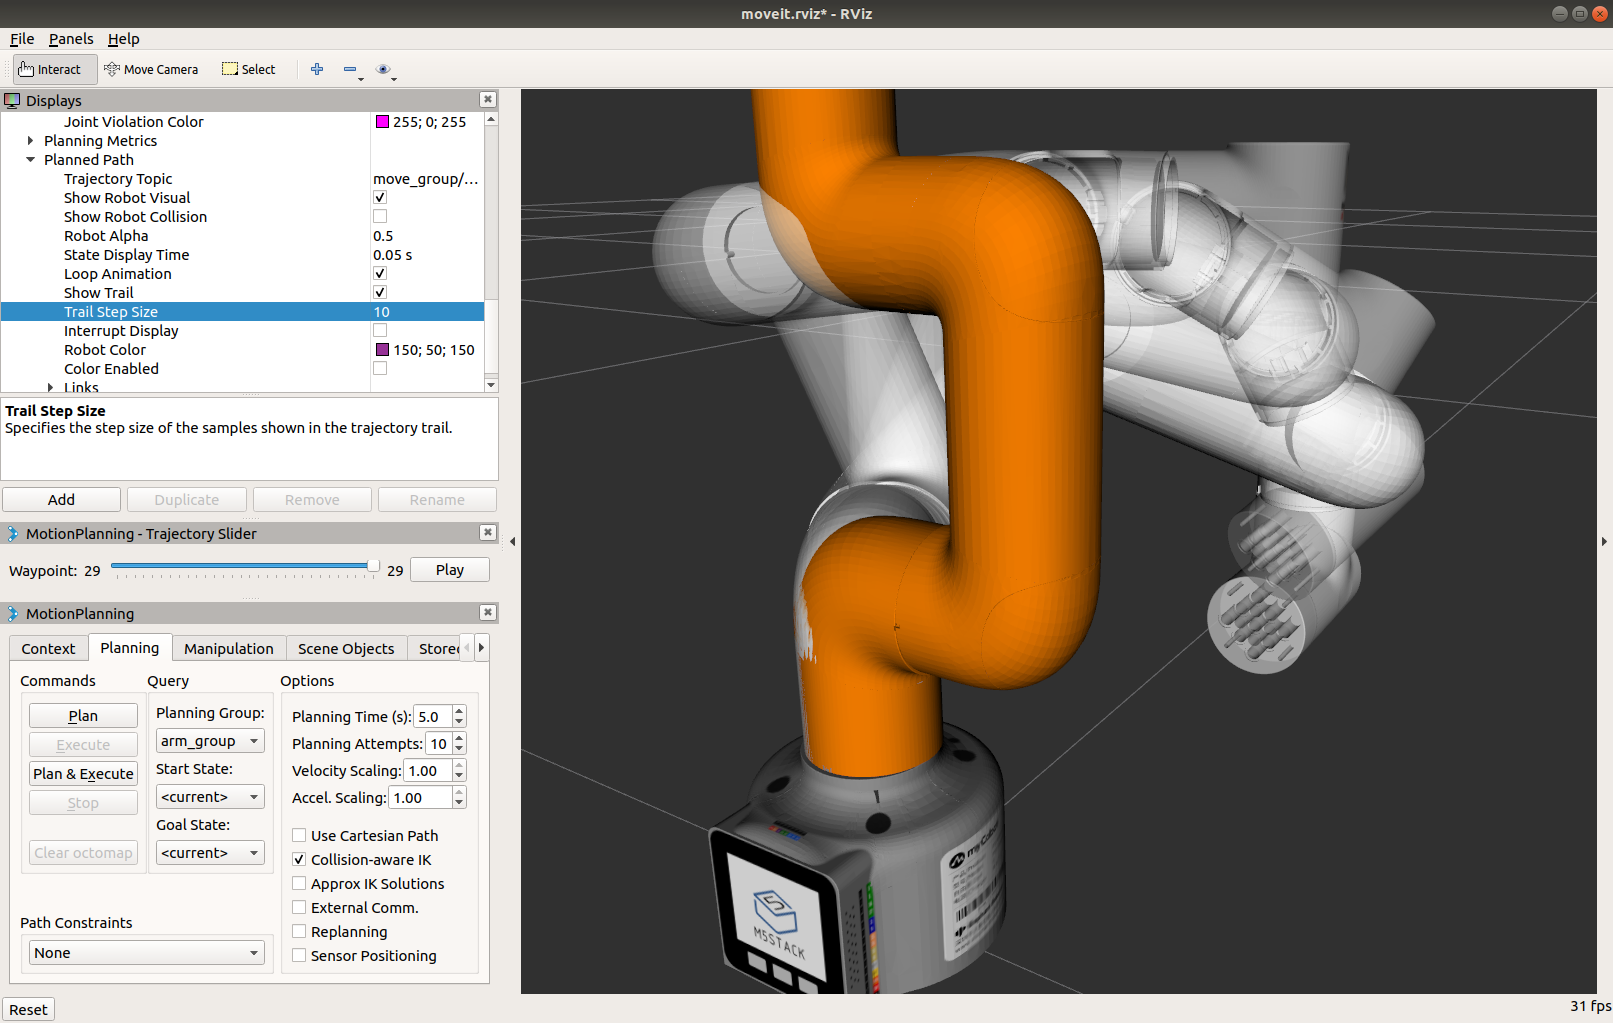 moveit.rviz* - RViz
File Panels Help
Interact Move Camera Select
Displays
Joint Violation Color 255; 0; 255
Planning Metrics
Planned Path
Trajectory Topic move_group/...
Show Robot Visual
Show Robot Collision
Robot Alpha 0.5
State Display Time 0.05 s
Loop Animation
Show Trail
Trail Step Size 10
Interrupt Display
Robot Color 150; 50; 150
Color Enabled
Links
Trail Step Size
Specifies the step size of the samples shown in the trajectory trail.
Add Duplicate Remove Rename
MotionPlanning - Trajectory Slider
Waypoint: 29 29 Play
MotionPlanning
Context Planning Manipulation Scene Objects Store
Commands Query Options
Plan
Execute
Plan & Execute
Stop
Clear octomap
Planning Group:
arm_group
Start State:
<current>
Goal State:
<current>
Planning Time (s): 5.0
Planning Attempts: 10
Velocity Scaling: 1.00
Accel. Scaling: 1.00
Use Cartesian Path
Collision-aware IK
Approx IK Solutions
External Comm.
Replanning
Sensor Positioning
Path Constraints
None
Reset
5
M5STACK
31 fps